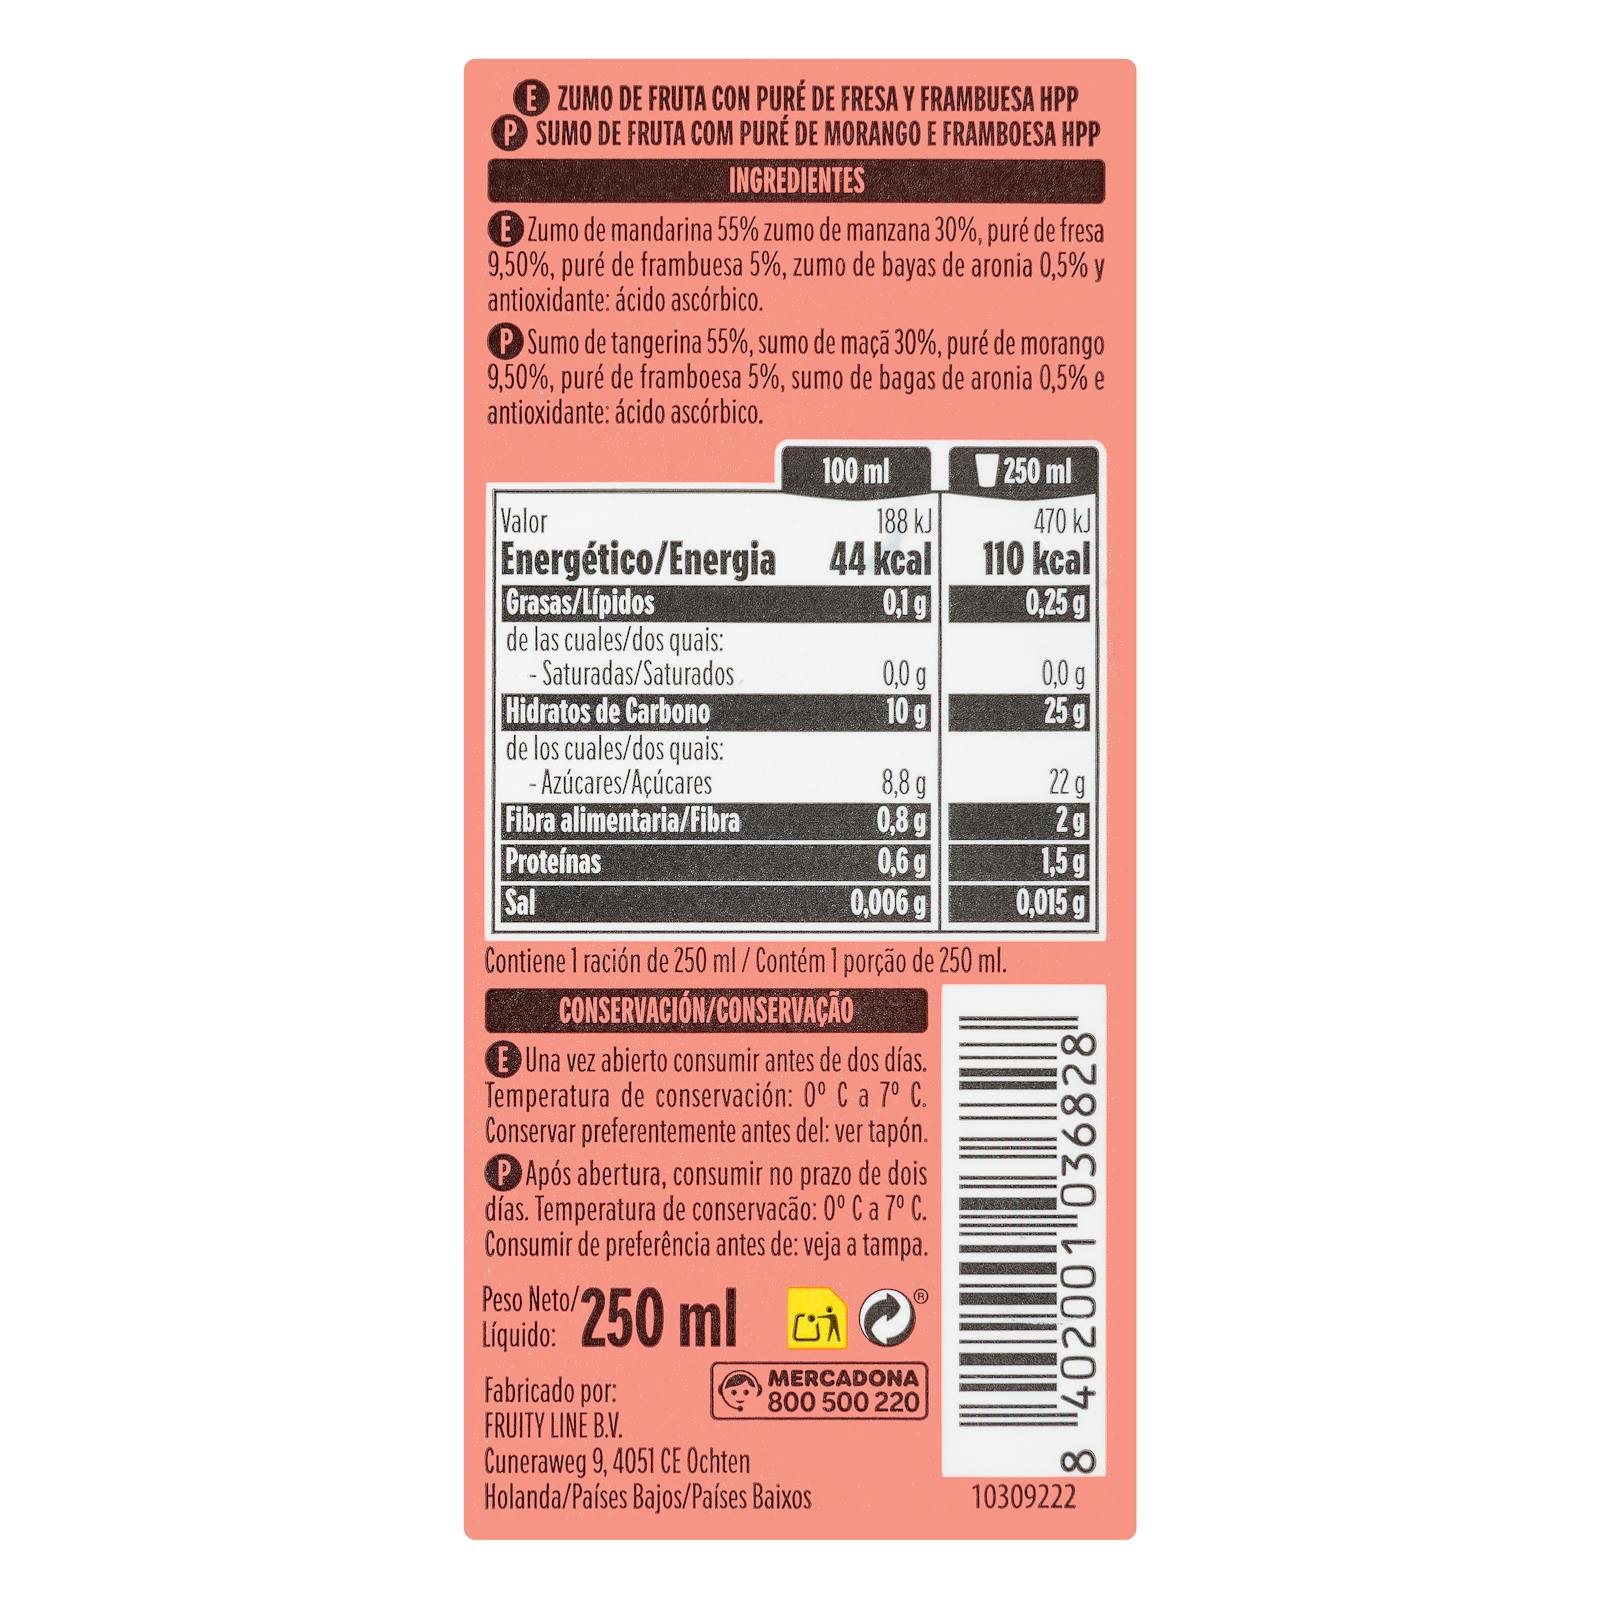 E ZUMO DE FRUTA CON PURÉ DE FRESA Y FRAMBUESA HPP
P SUMO DE FRUTA COM PURÉ DE MORANGO E FRAMBOESA HPP
INGREDIENTES
E Zumo de mandarina 55% zumo de manzana 30%, puré de fresa
9,50%, puré de frambuesa 5%, zumo de bayas de aronia 0,5% y
antioxidante: ácido ascórbico.
P Sumo de tangerina 55%, sumo de maçã 30%, puré de morango
9,50%, puré de framboesa 5%, sumo de bagas de aronia 0,5% e
antioxidante: ácido ascórbico.
100 ml 250 ml
Valor 188 kJ 470 kJ
Energético/Energia 44 kcal 110 kcal
Grasas/Lípidos 0,1 g 0,25 g
de las cuales/dos quais:
- Saturadas/Saturados 0,0 g 0,0 g
Hidratos de Carbono 10 g 25 g
de los cuales/dos quais:
- Azúcares/Açúcares 8,8 g 22 g
Fibra alimentaria/Fibra 0,8 g 2 g
Proteínas 0,6 g 1,5 g
Sal 0,006 g 0,015 g
Contiene 1 ración de 250 ml / Contém 1 porção de 250 ml.
CONSERVACIÓN/CONSERVAÇÃO
E Una vez abierto consumir antes de dos días.
Temperatura de conservación: 0º C a 7º C.
Conservar preferentemente antes del: ver tapón.
P Após abertura, consumir no prazo de dois
días. Temperatura de conservacão: 0º C a 7º C.
Consumir de preferência antes de: veja a tampa.
Peso Neto/
Líquido: 250 ml
®
MERCADONA
800 500 220
Fabricado por:
FRUITY LINE B.V.
Cuneraweg 9, 4051 CE Ochten
Holanda/Países Bajos/Países Baixos
8 402001 036828
10309222